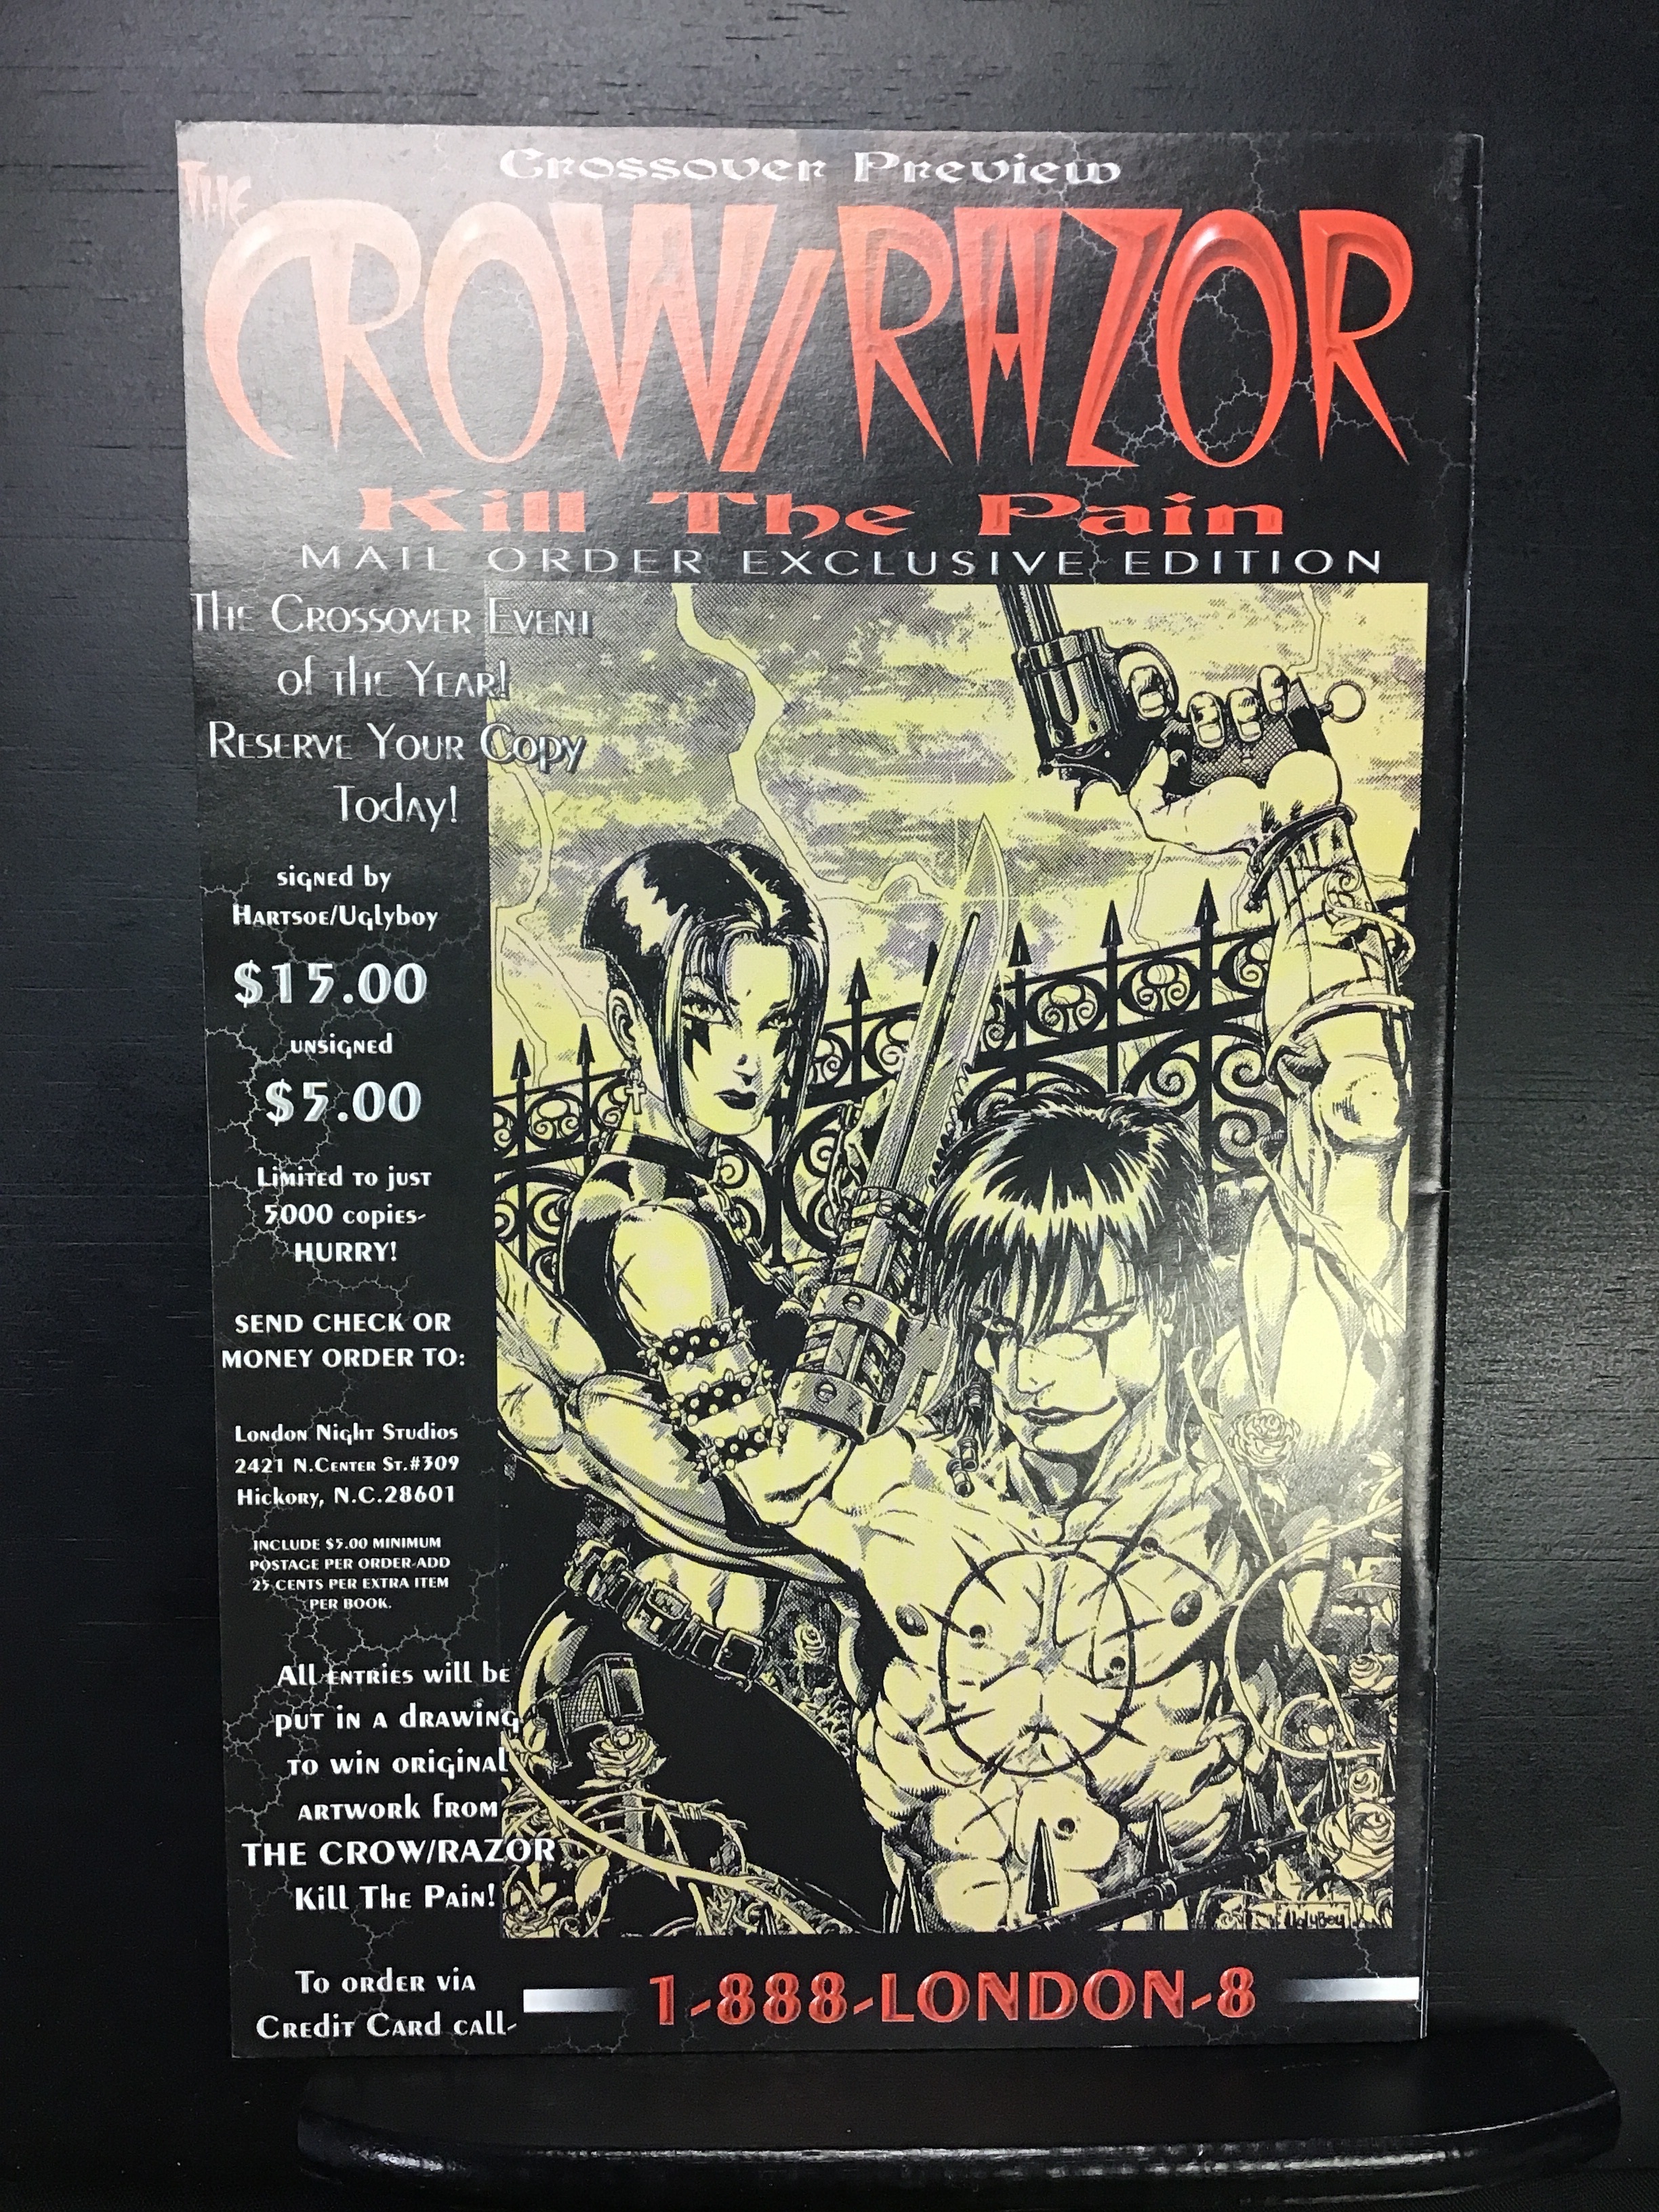 Crossover Preview
THE
CROW/RAZOR
Kill The Pain
MAIL ORDER EXCLUSIVE EDITION
The Crossover Event
of the Year!
Reserve Your Copy
Today!
signed by
Hartsoe/Uglyboy
$15.00
unsigned
$5.00
Limited to just
5000 copies-
HURRY!
SEND CHECK OR
MONEY ORDER TO:
London Night Studios
2421 N.Center St.#309
Hickory, N.C.28601
INCLUDE $5.00 MINIMUM
POSTAGE PER ORDER-ADD
25 CENTS PER EXTRA ITEM
PER BOOK.
All entries will be
put in a drawing
to win original
artwork from
THE CROW/RAZOR
Kill The Pain!
UglyBoy
To order via
Credit Card call-
1-888-LONDON-8